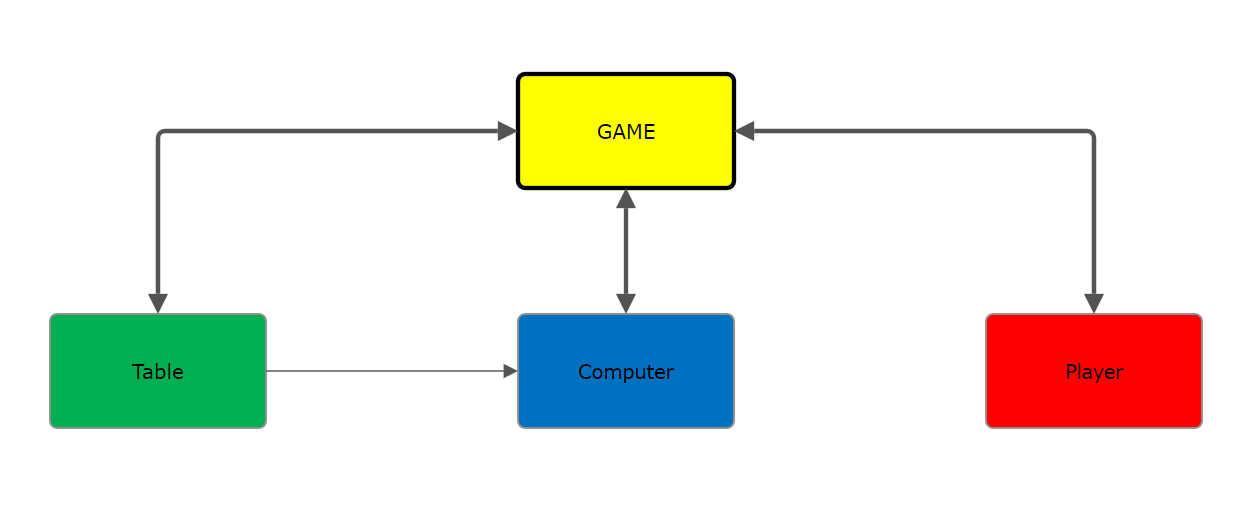 GAME
Table
Computer
Player